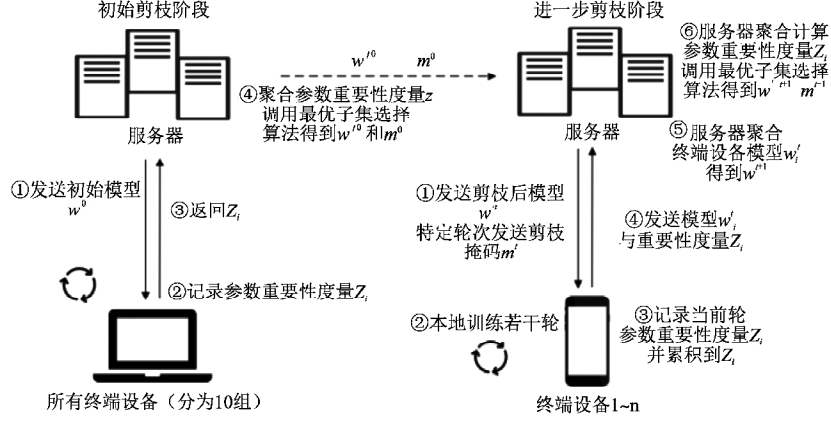 初始剪枝阶段
服务器
①发送初始模型
w⁰
③返回Zᵢ
②记录参数重要性度量Zᵢ
所有终端设备（分为10组）
w′⁰ m⁰
④聚合参数重要性度量z
调用最优子集选择
算法得到w′⁰和m⁰
进一步剪枝阶段
服务器
⑥服务器聚合计算
参数重要性度量Zᵢ
调用最优子集选择
算法得到w′ᵗ⁺¹ mᵗ⁺¹
⑤服务器聚合
终端设备模型wᵢᵗ
得到wᵗ⁺¹
①发送剪枝后模型
w′ᵗ
特定轮次发送剪枝
掩码mᵗ
④发送模型wᵢᵗ
与重要性度量Zᵢ
②本地训练若干轮
③记录当前轮
参数重要性度量Zᵢ
并累积到Zᵢ
终端设备1~n